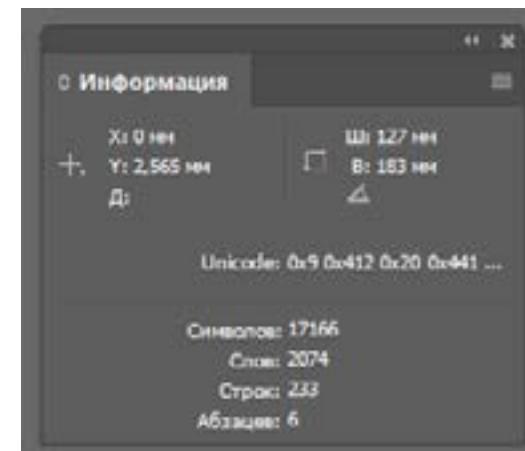 Информация
X: 0 мм
Y: 2,565 мм
Д:
Ш: 127 мм
В: 183 мм
Unicode: 0x9 0x412 0x20 0x441 ...
Символов: 17166
Слов: 2074
Строк: 233
Абзацев: 6